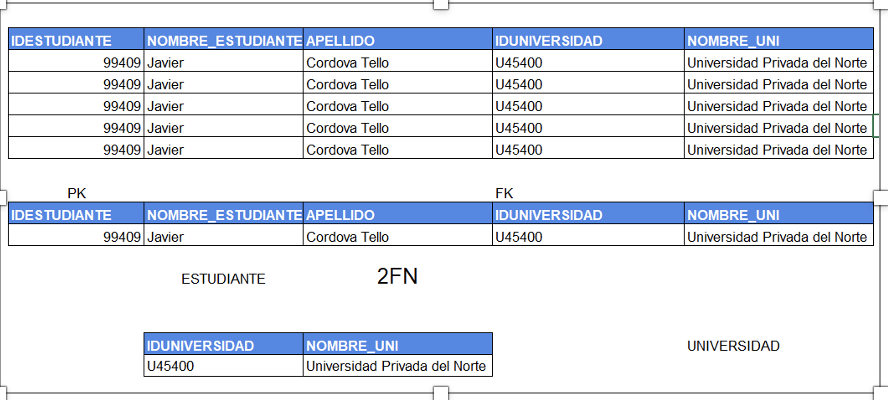 IDESTUDIANTE NOMBRE_ESTUDIANTE APELLIDO IDUNIVERSIDAD NOMBRE_UNI
99409 Javier Cordova Tello U45400 Universidad Privada del Norte
99409 Javier Cordova Tello U45400 Universidad Privada del Norte
99409 Javier Cordova Tello U45400 Universidad Privada del Norte
99409 Javier Cordova Tello U45400 Universidad Privada del Norte
99409 Javier Cordova Tello U45400 Universidad Privada del Norte
PK FK
IDESTUDIANTE NOMBRE_ESTUDIANTE APELLIDO IDUNIVERSIDAD NOMBRE_UNI
99409 Javier Cordova Tello U45400 Universidad Privada del Norte
ESTUDIANTE 2FN
IDUNIVERSIDAD NOMBRE_UNI UNIVERSIDAD
U45400 Universidad Privada del Norte